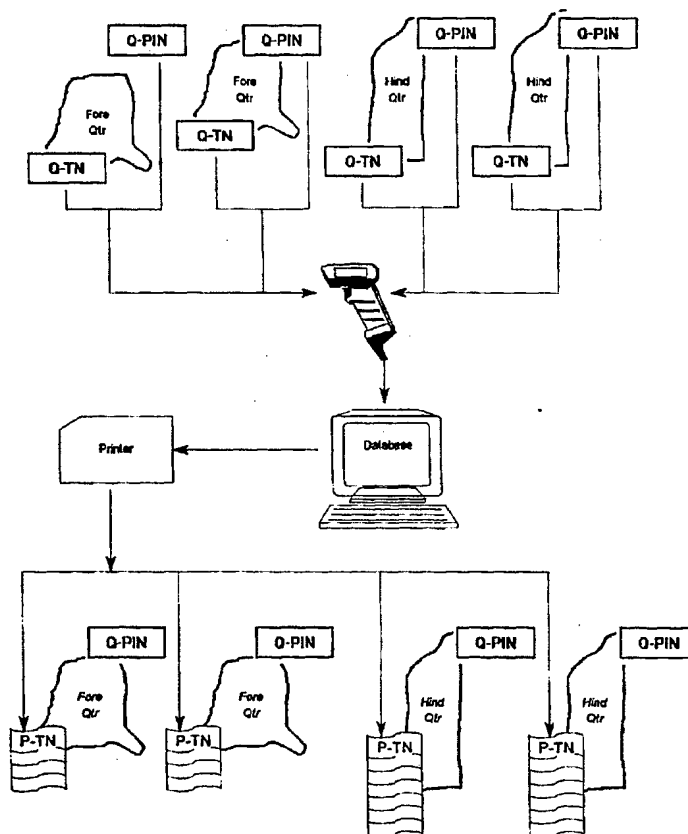 Q-PIN
Q-PIN
Q-PIN
Q-PIN
Fore
Qtr
Fore
Qtr
Hind
Qtr
Hind
Qtr
Q-TN
Q-TN
Q-TN
Q-TN
Printer
Database
Q-PIN
Q-PIN
Q-PIN
Q-PIN
Fore
Qtr
Fore
Qtr
Hind
Qtr
Hind
Qtr
P-TN
P-TN
P-TN
P-TN